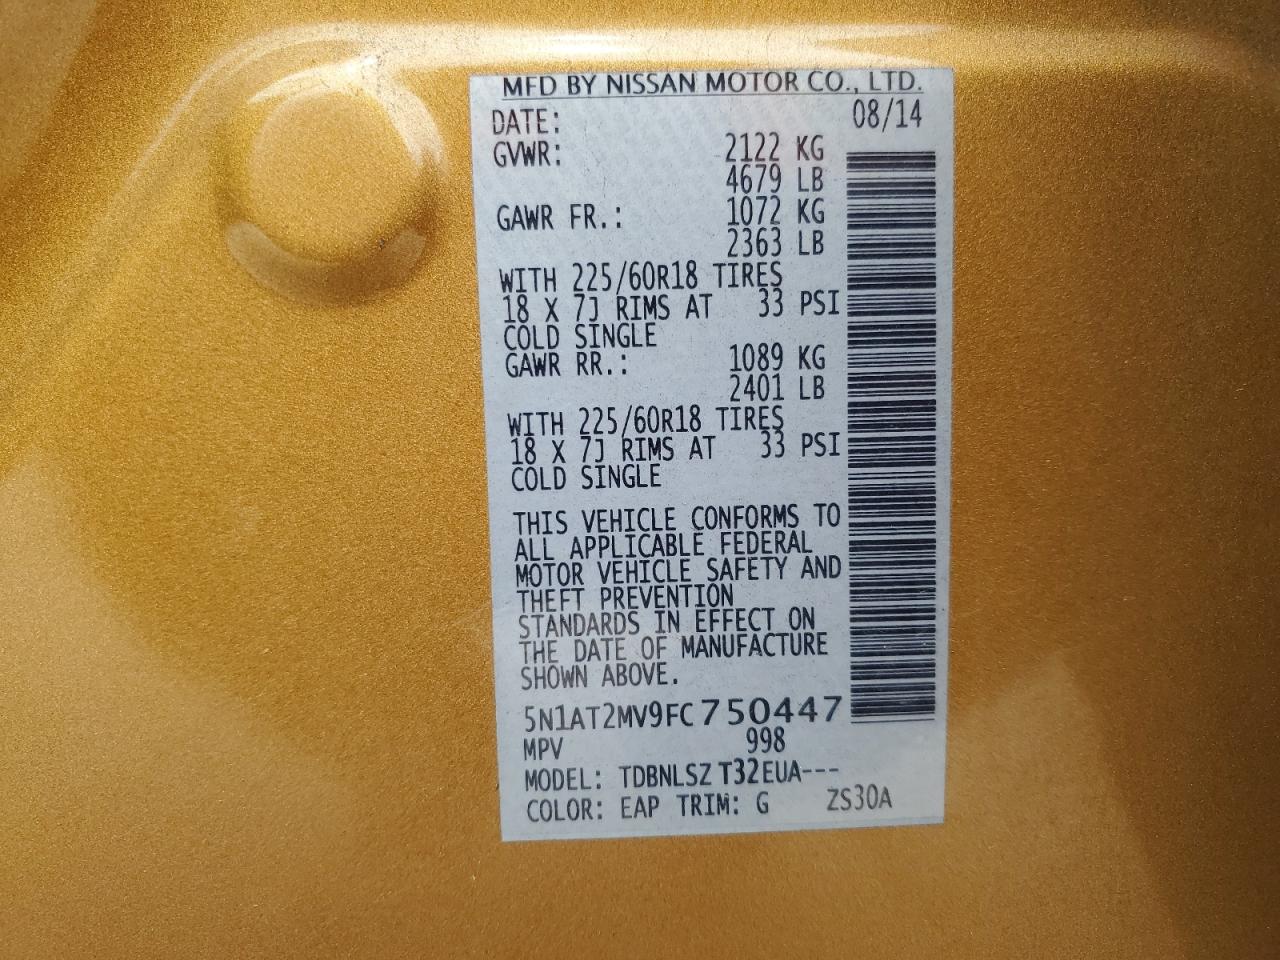 MFD BY NISSAN MOTOR CO., LTD.
DATE: 08/14
GVWR: 2122 KG
4679 LB
GAWR FR.: 1072 KG
2363 LB
WITH 225/60R18 TIRES
18 X 7J RIMS AT 33 PSI
COLD SINGLE
GAWR RR.: 1089 KG
2401 LB
WITH 225/60R18 TIRES
18 X 7J RIMS AT 33 PSI
COLD SINGLE
THIS VEHICLE CONFORMS TO
ALL APPLICABLE FEDERAL
MOTOR VEHICLE SAFETY AND
THEFT PREVENTION
STANDARDS IN EFFECT ON
THE DATE OF MANUFACTURE
SHOWN ABOVE.
5N1AT2MV9FC750447
MPV 998
MODEL: TDBNLSZ T32EUA---
COLOR: EAP TRIM: G ZS30A